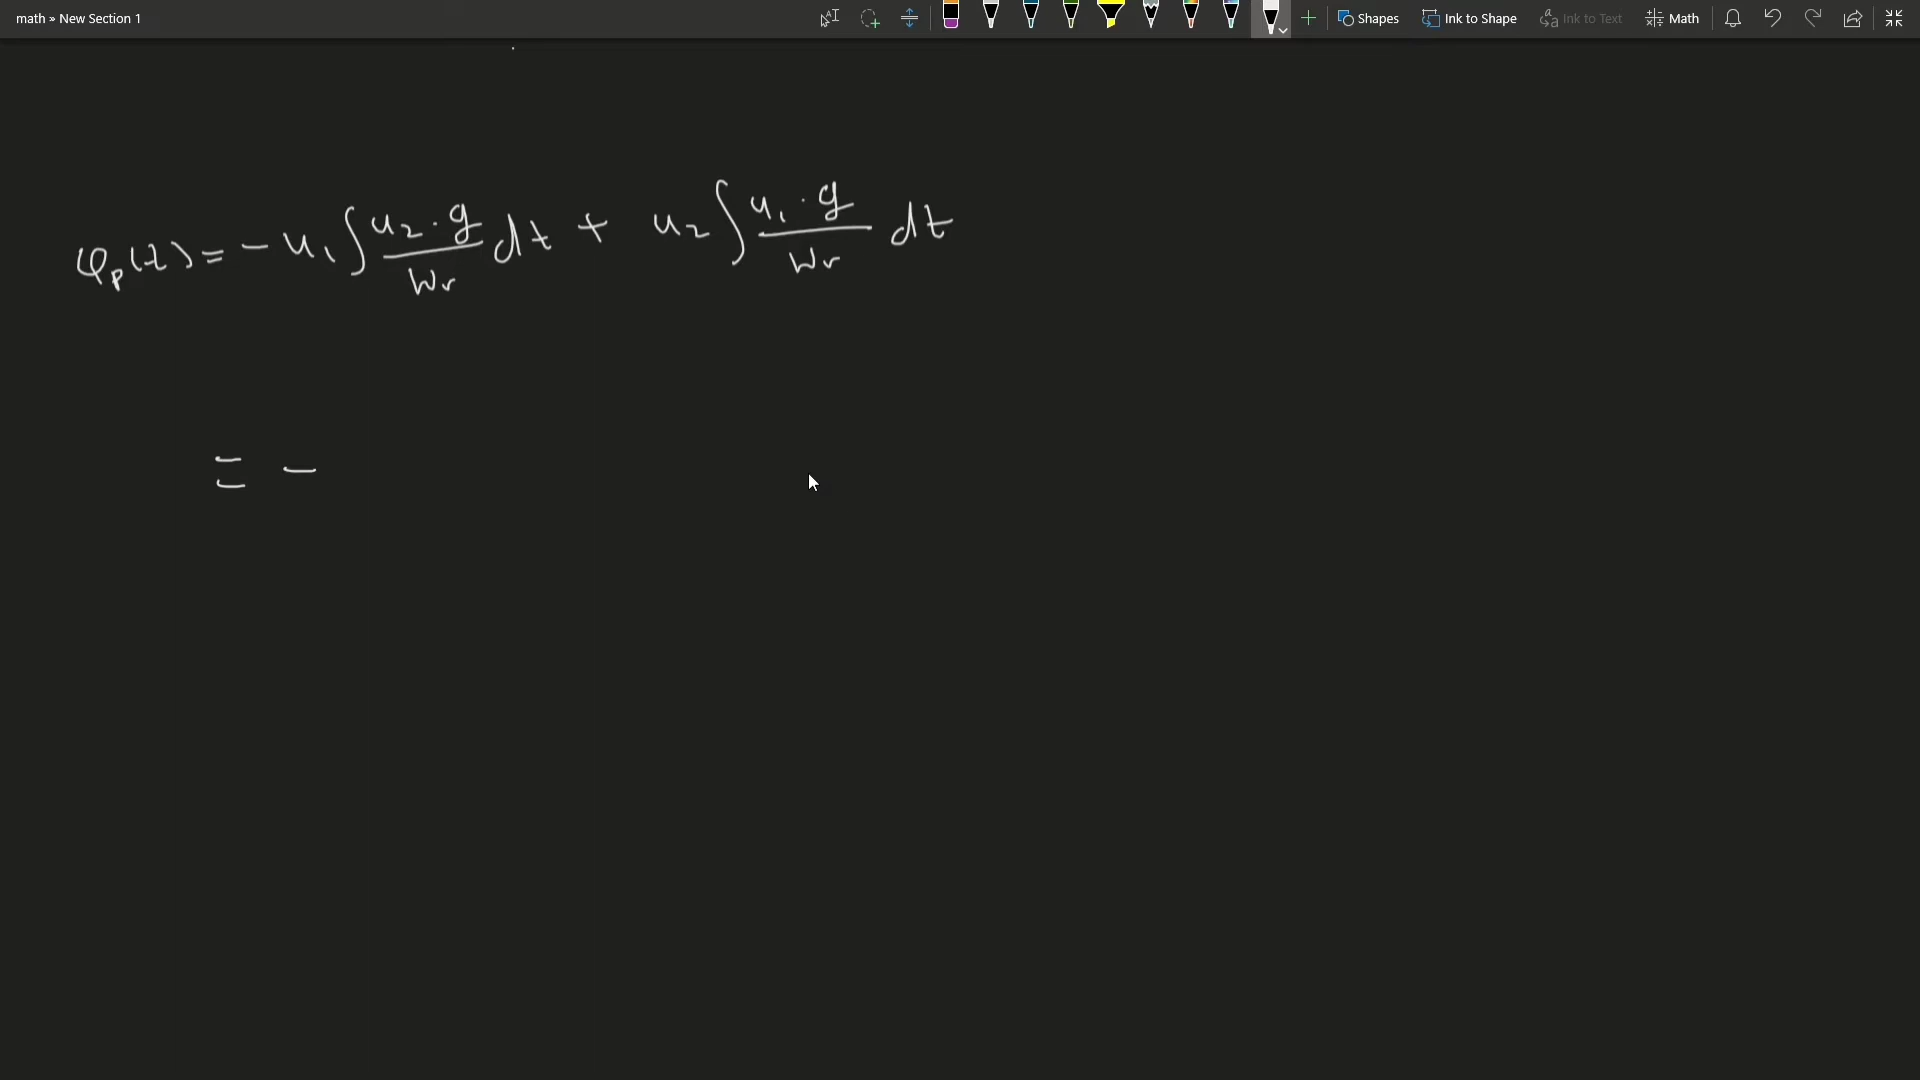 math » New Section 1
Shapes Ink to Shape Ink to Text Math
φₚ(t) = - u₁ ∫ (u₂ · g)/Wr dt + u₂ ∫ (u₁ · g)/Wr dt
= -